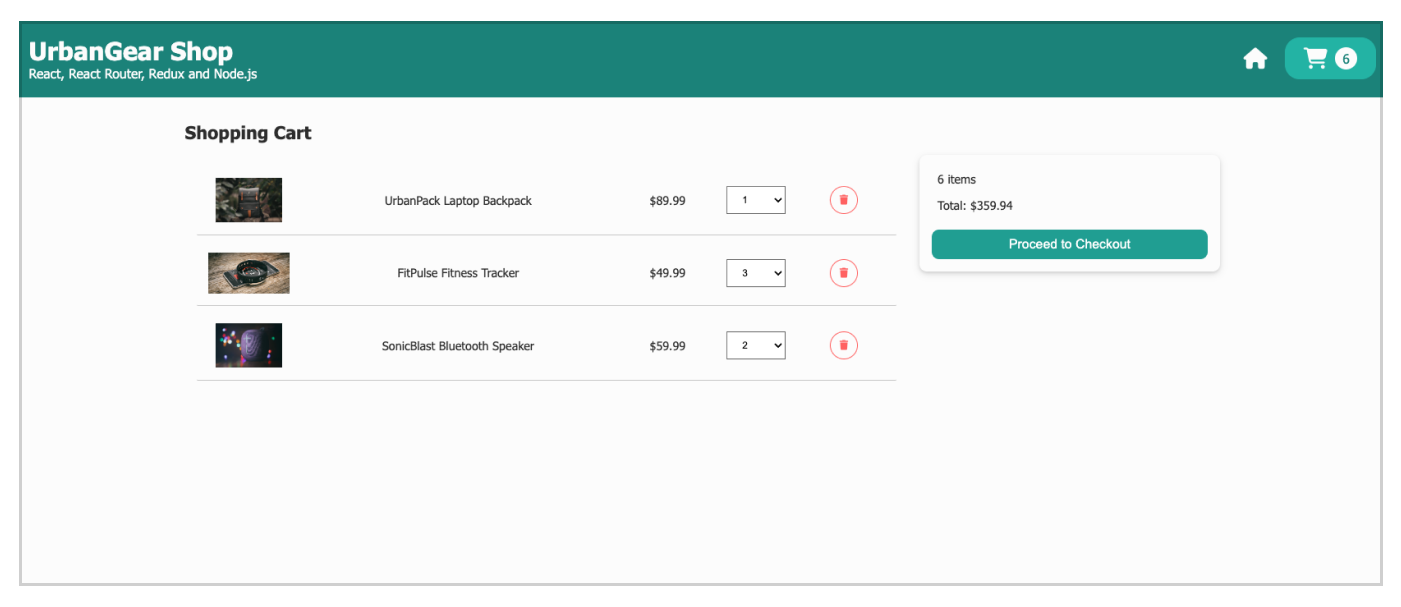 UrbanGear Shop
React, React Router, Redux and Node.js
6
Shopping Cart
UrbanPack Laptop Backpack $89.99 1
FitPulse Fitness Tracker $49.99 3
SonicBlast Bluetooth Speaker $59.99 2
6 items
Total: $359.94
Proceed to Checkout